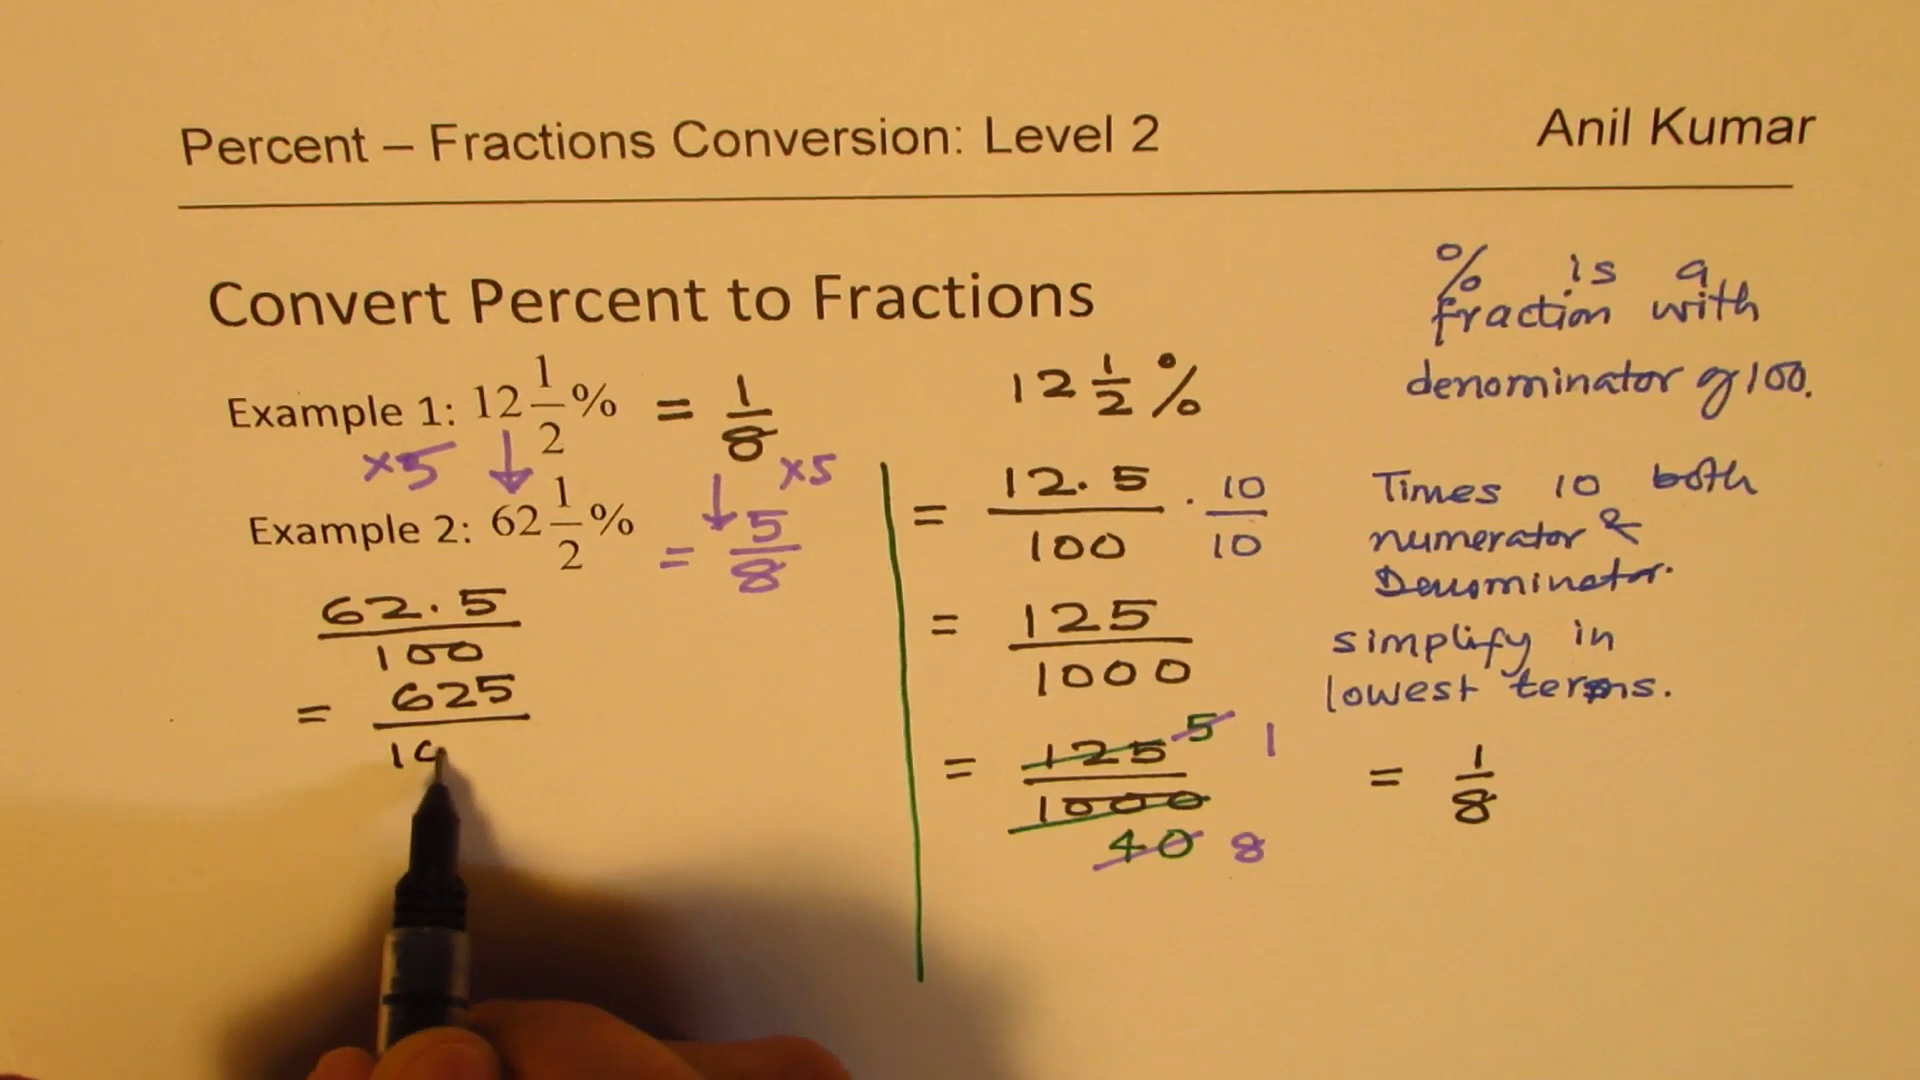 Percent – Fractions Conversion: Level 2
Anil Kumar
Convert Percent to Fractions
% is a
fraction with
denominator of 100.
Example 1: 12 1/2 % = 1/8
×5 ×5
Example 2: 62 1/2 % = 5/8
62.5/100
= 625/10
12 1/2 %
= 12.5/100 · 10/10
= 125/1000
= 125/1000 5/40 1/8
= 1/8
Times 10 both
numerator &
Denominator.
simplify in
lowest terms.